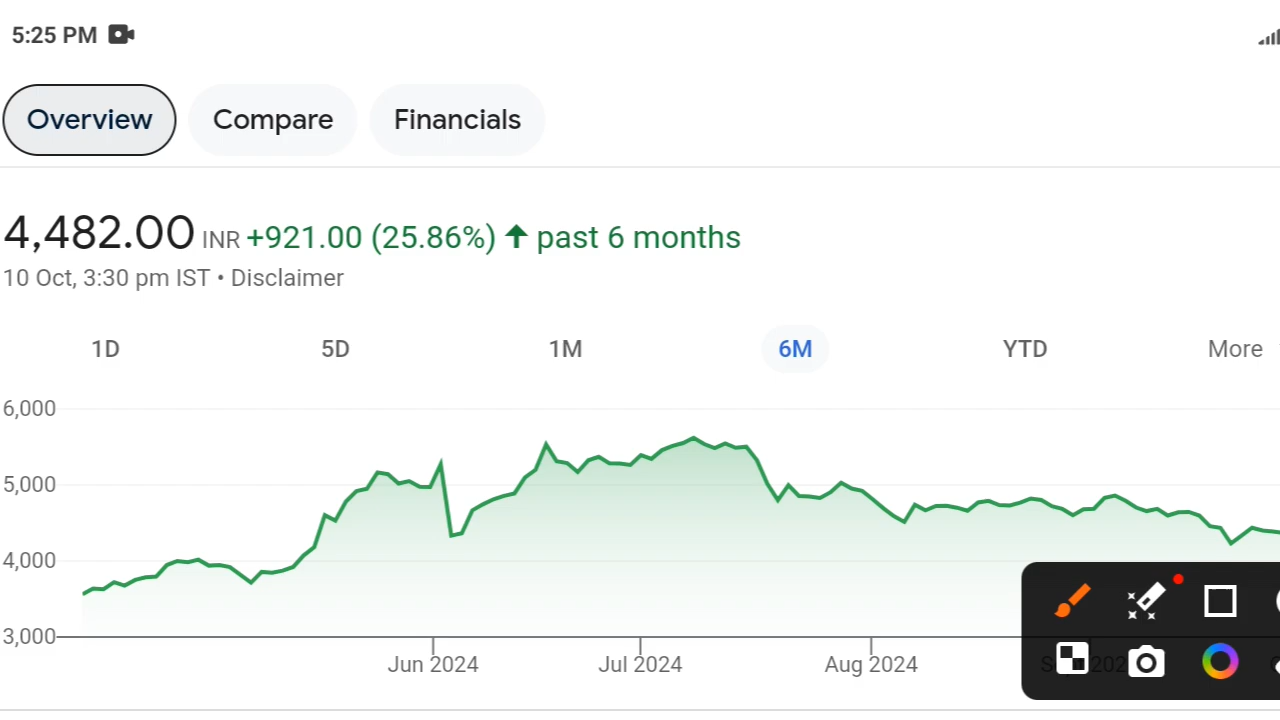 5:25 PM
Overview Compare Financials
4,482.00 INR +921.00 (25.86%) ↑ past 6 months
10 Oct, 3:30 pm IST • Disclaimer
1D 5D 1M 6M YTD More
6,000
5,000
4,000
3,000
Jun 2024 Jul 2024 Aug 2024